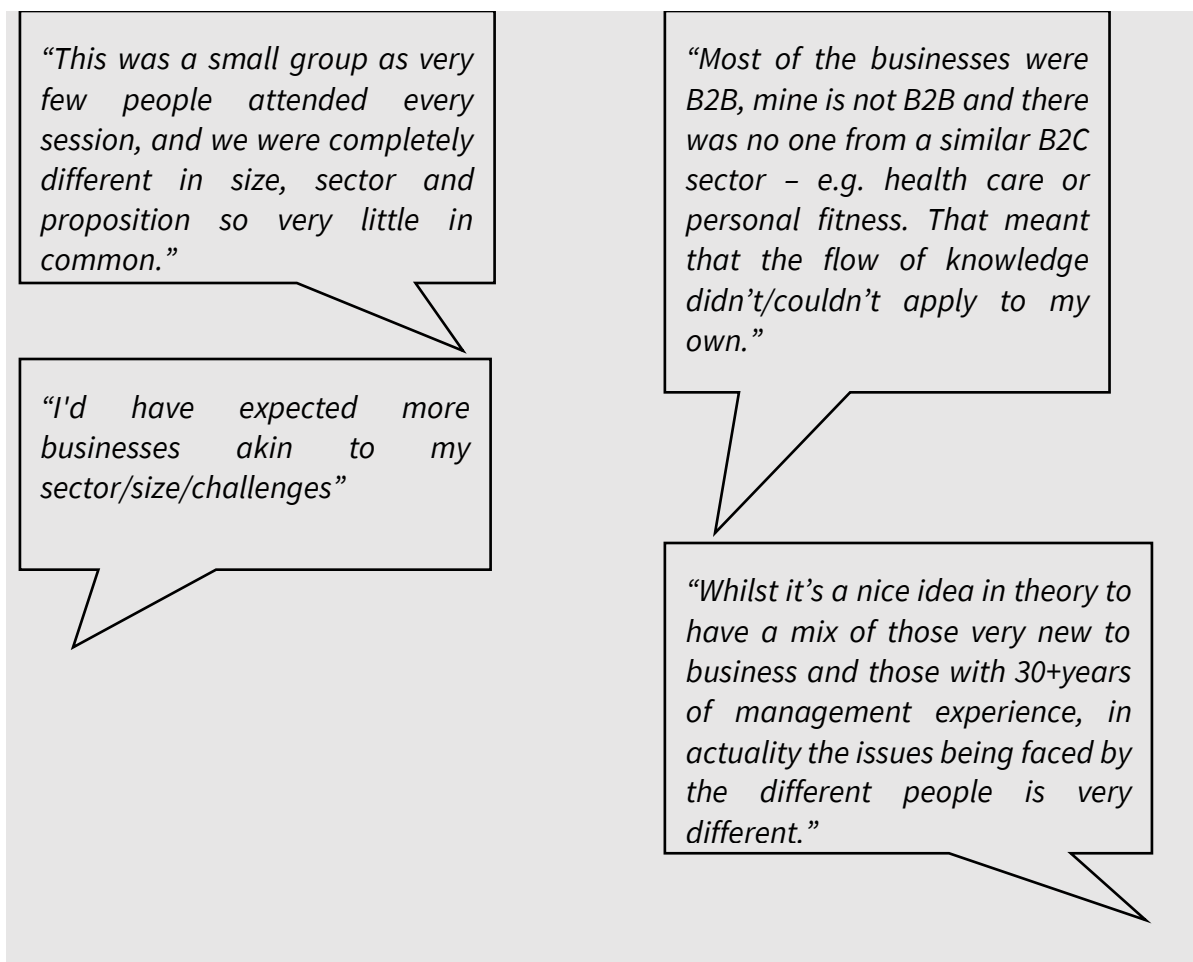 “This was a small group as very
few people attended every
session, and we were completely
different in size, sector and
proposition so very little in
common.”
“I'd have expected more
businesses akin to my
sector/size/challenges”
“Most of the businesses were
B2B, mine is not B2B and there
was no one from a similar B2C
sector – e.g. health care or
personal fitness. That meant
that the flow of knowledge
didn’t/couldn’t apply to my
own.”
“Whilst it’s a nice idea in theory to
have a mix of those very new to
business and those with 30+years
of management experience, in
actuality the issues being faced by
the different people is very
different.”